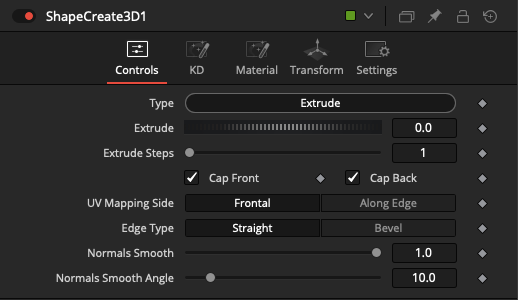 ShapeCreate3D1
Controls KD Material Transform Settings
Type Extrude
Extrude 0.0
Extrude Steps 1
Cap Front Cap Back
UV Mapping Side Frontal Along Edge
Edge Type Straight Bevel
Normals Smooth 1.0
Normals Smooth Angle 10.0